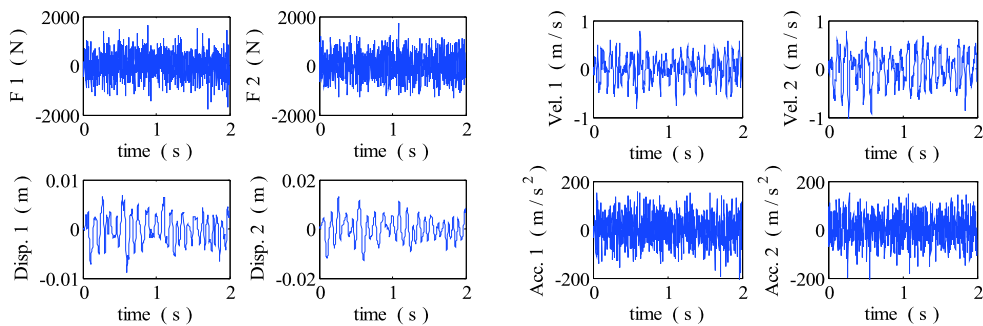 2000
0
-2000
F 1 ( N )
0 1 2
time ( s )
2000
0
-2000
F 2 ( N )
0 1 2
time ( s )
1
0
-1
Vel. 1 ( m / s )
0 1 2
time ( s )
1
0
-1
Vel. 2 ( m / s )
0 1 2
time ( s )
0.01
0
-0.01
Disp. 1 ( m )
0 1 2
time ( s )
0.02
0
-0.02
Disp. 2 ( m )
0 1 2
time ( s )
200
0
-200
Acc. 1 ( m / s²)
0 1 2
time ( s )
200
0
-200
Acc. 2 ( m / s²)
0 1 2
time ( s )